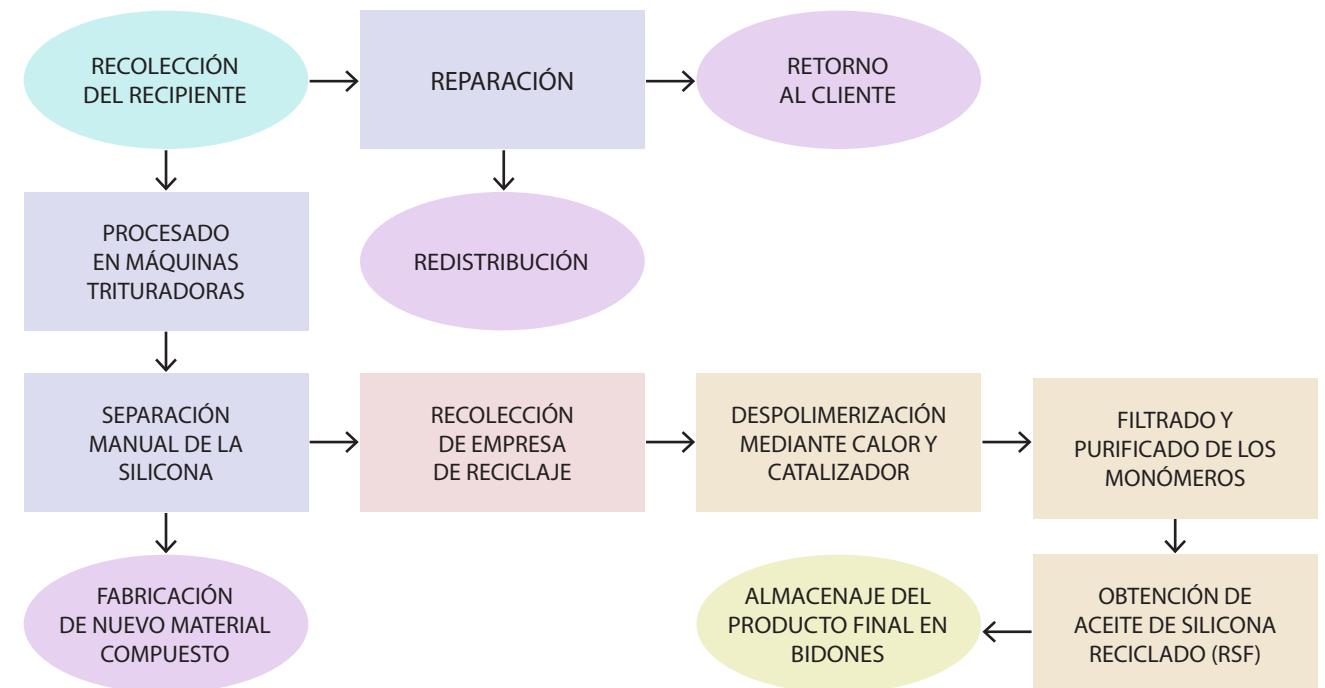 RECOLECCIÓN
DEL RECIPIENTE
REPARACIÓN
RETORNO
AL CLIENTE
PROCESADO
EN MÁQUINAS
TRITURADORAS
REDISTRIBUCIÓN
SEPARACIÓN
MANUAL DE LA
SILICONA
RECOLECCIÓN
DE EMPRESA
DE RECICLAJE
DESPOLIMERIZACIÓN
MEDIANTE CALOR Y
CATALIZADOR
FILTRADO Y
PURIFICADO DE LOS
MONÓMEROS
FABRICACIÓN
DE NUEVO MATERIAL
COMPUESTO
ALMACENAJE DEL
PRODUCTO FINAL EN
BIDONES
OBTENCIÓN DE
ACEITE DE SILICONA
RECICLADO (RSF)